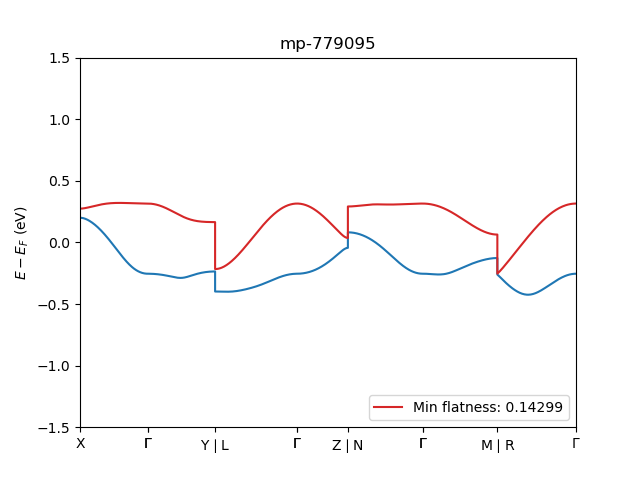 mp-779095
1.5
1.0
0.5
0.0
−0.5
−1.0
−1.5
E − E_F (eV)
Min flatness: 0.14299
X Γ Y | L Γ Z | N Γ M | R Γ